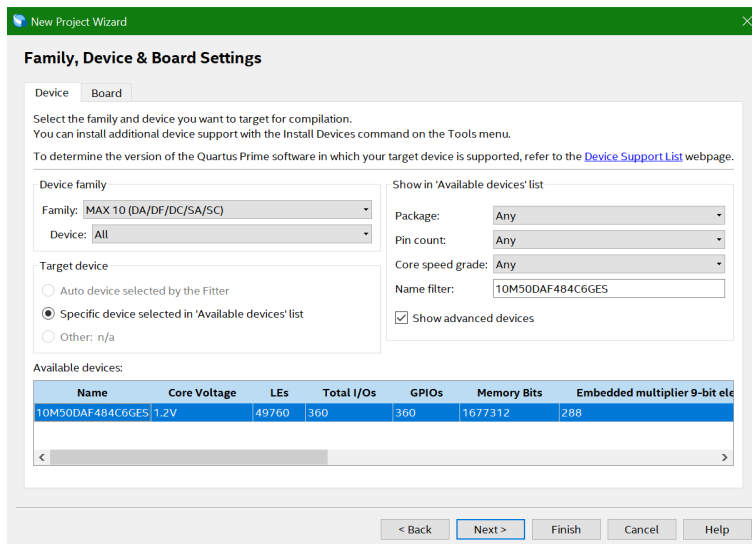 New Project Wizard
Family, Device & Board Settings
Device Board
Select the family and device you want to target for compilation.
You can install additional device support with the Install Devices command on the Tools menu.
To determine the version of the Quartus Prime software in which your target device is supported, refer to the Device Support List webpage.
Device family
Family: MAX 10 (DA/DF/DC/SA/SC)
Device: All
Target device
Auto device selected by the Fitter
Specific device selected in 'Available devices' list
Other: n/a
Show in 'Available devices' list
Package: Any
Pin count: Any
Core speed grade: Any
Name filter: 10M50DAF484C6GES
Show advanced devices
Available devices:
Name Core Voltage LEs Total I/Os GPIOs Memory Bits Embedded multiplier 9-bit ele
10M50DAF484C6GES 1.2V 49760 360 360 1677312 288
< Back Next > Finish Cancel Help